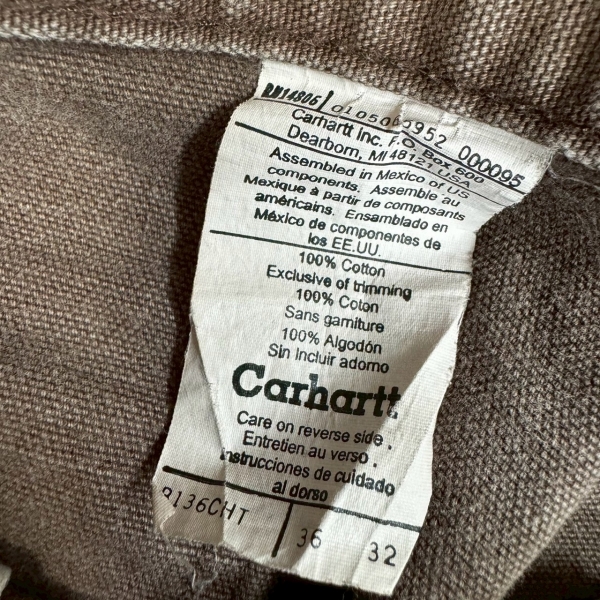 RN14806 0105000952 000095
Carhartt Inc. P.O. Box 600
Dearborn, MI 48121 USA
Assembled in Mexico of US
components. Assemble au
Mexique à partir de composants
américains. Ensamblado en
México de componentes de
los EE.UU.
100% Cotton
Exclusive of trimming
100% Coton
Sans garniture
100% Algodón
Sin Incluir adorno
Carhartt
Care on reverse side.
Entretien au verso.
Instrucciones de cuidado
al dorso
B136CHT 36 32